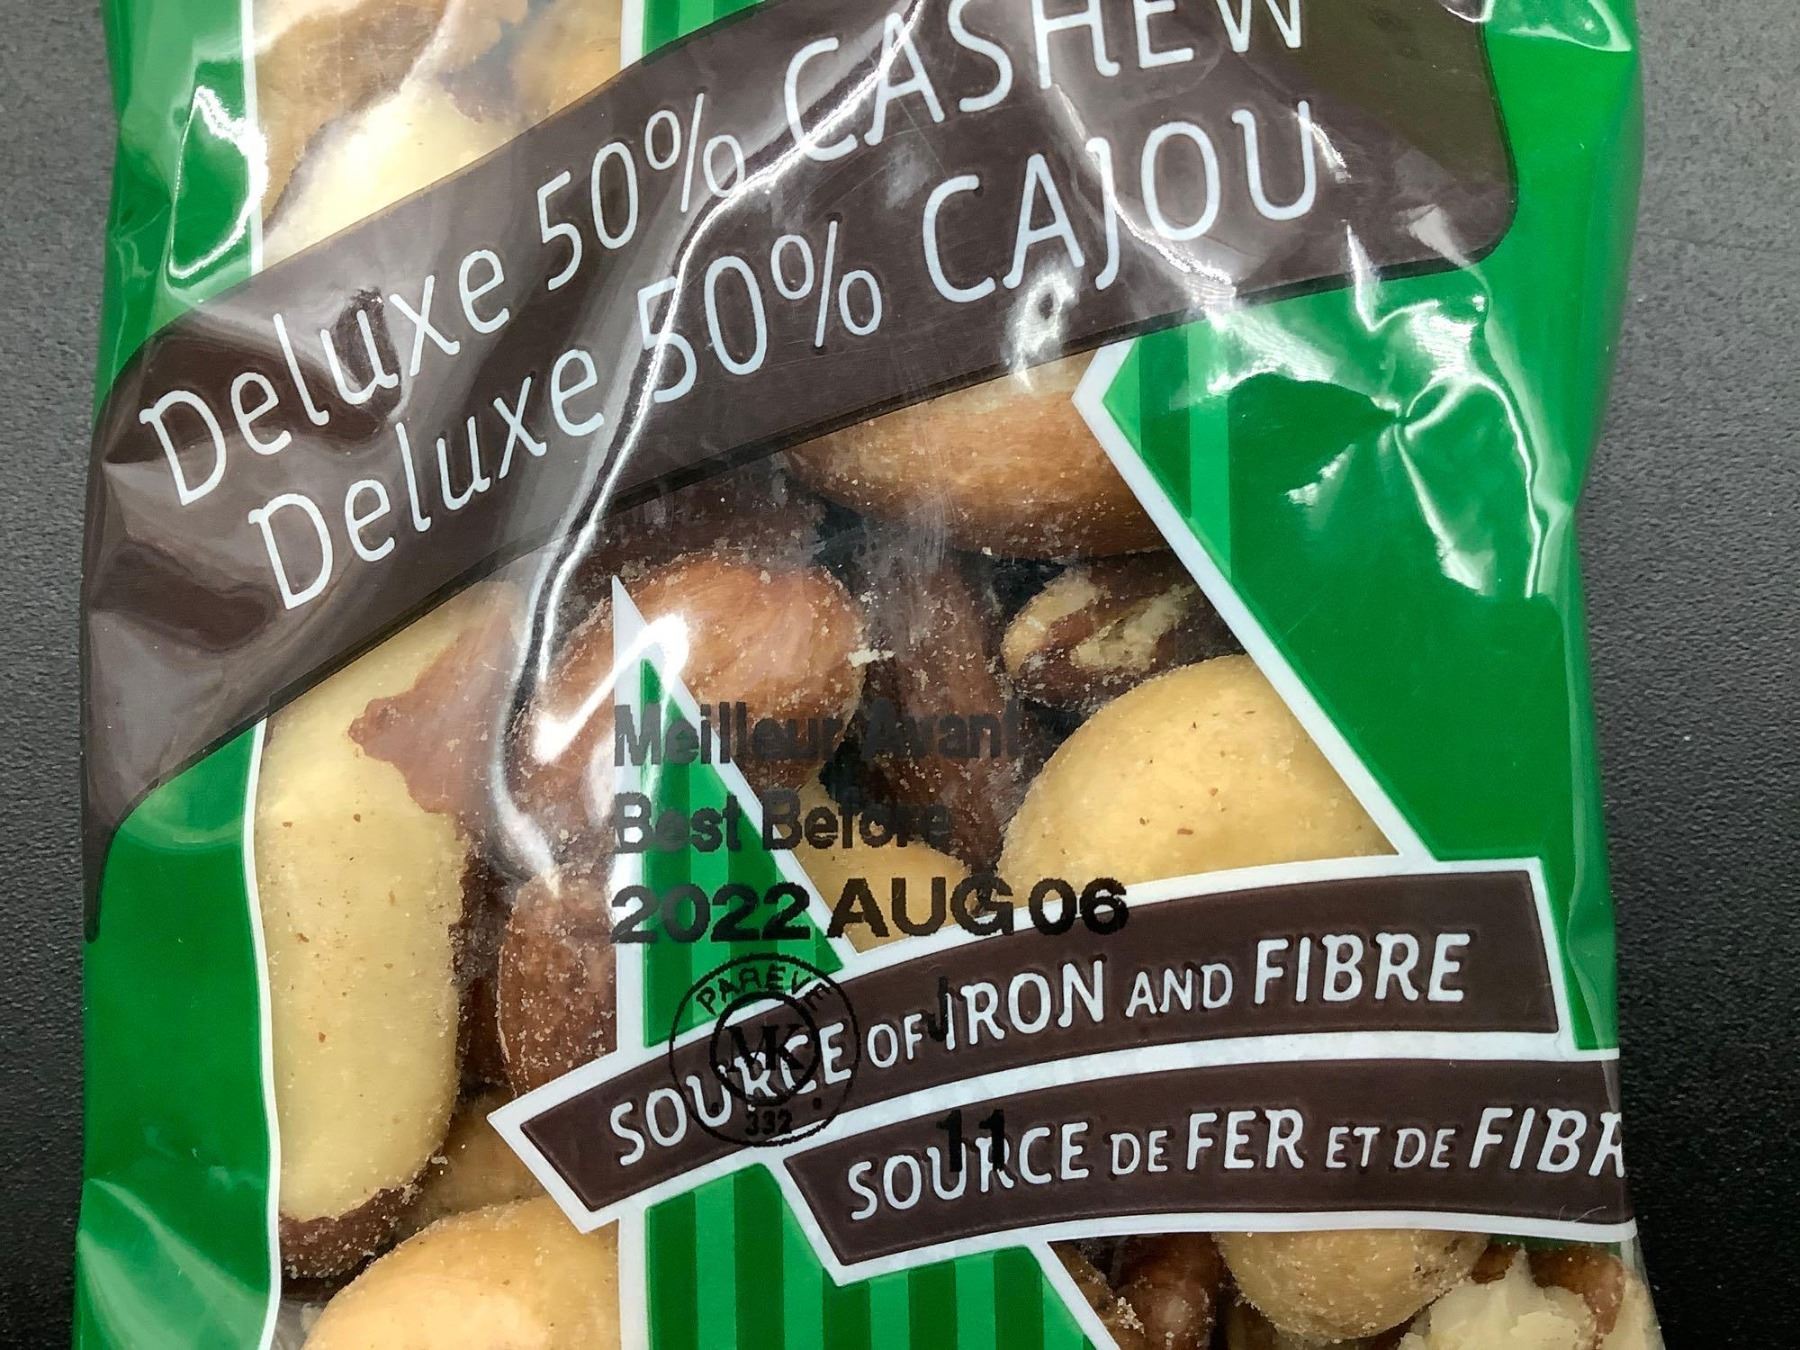 Deluxe 50% CASHEW
Deluxe 50% CAJOU
Meilleur Avant
Best Before
2022 AUG 06
PAREVE
MK
332
J
SOURCE OF IRON AND FIBRE
11
SOURCE DE FER ET DE FIBR